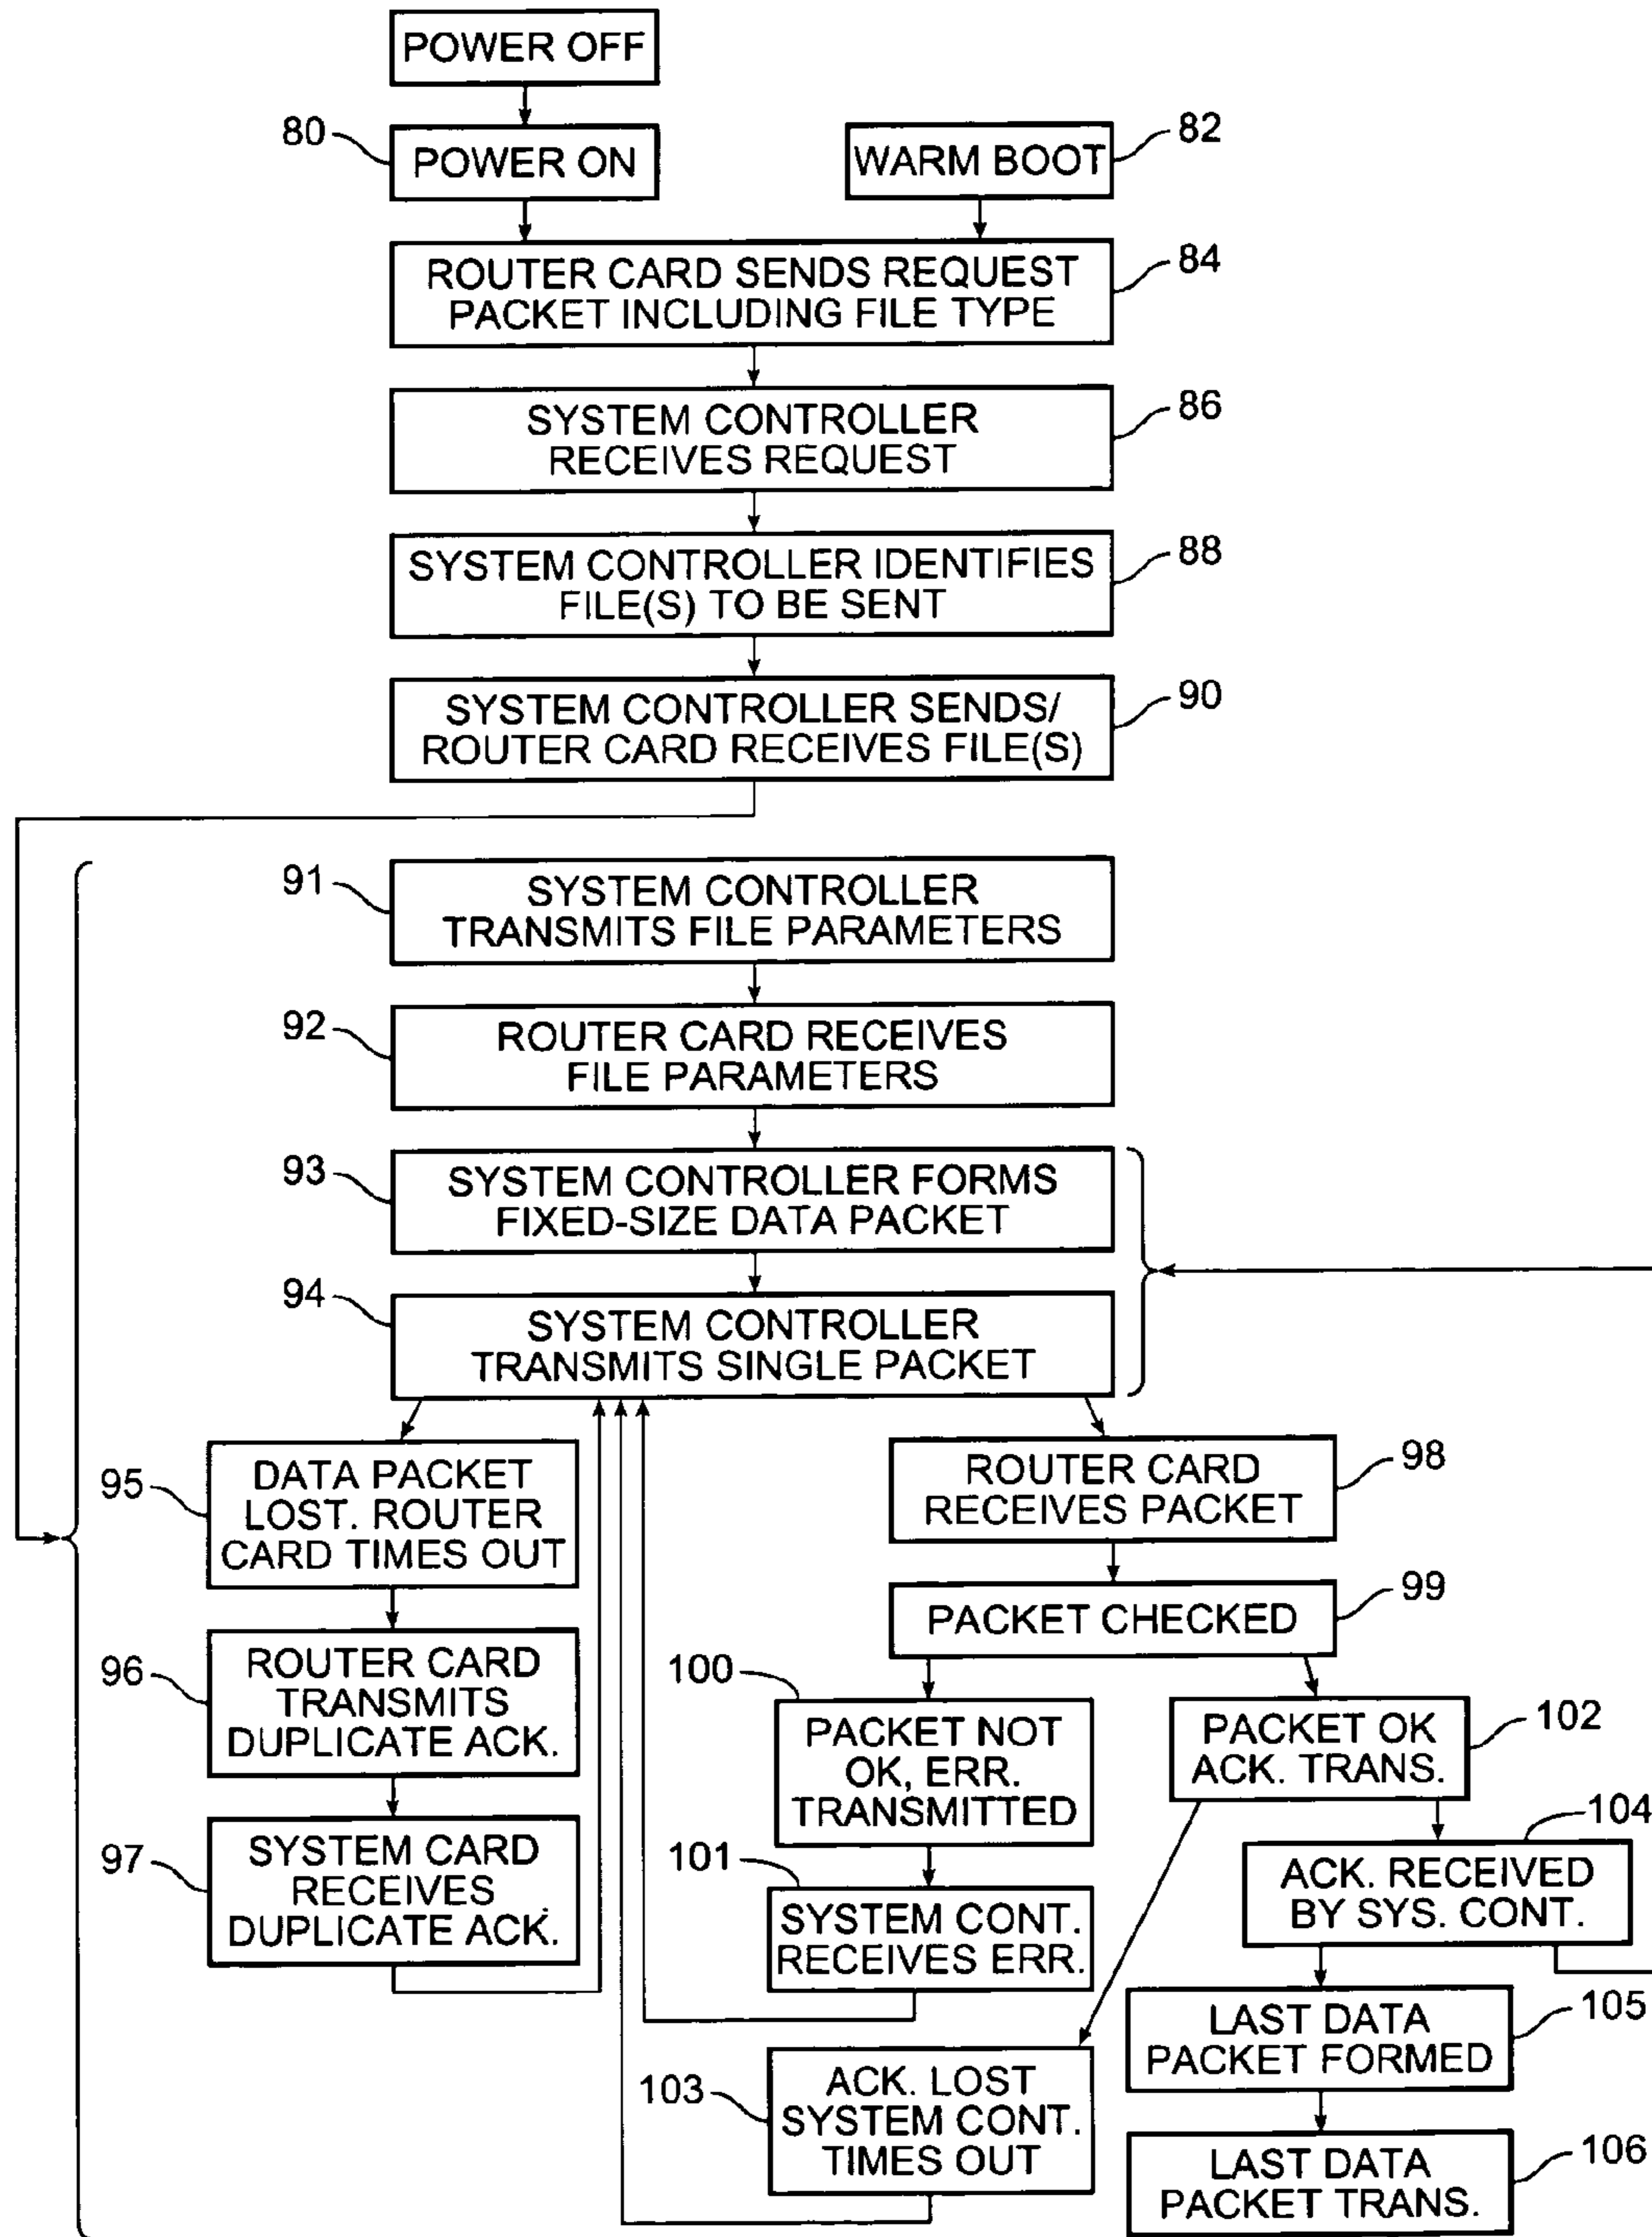 POWER OFF
80
POWER ON
WARM BOOT
82
ROUTER CARD SENDS REQUEST
PACKET INCLUDING FILE TYPE
84
SYSTEM CONTROLLER
RECEIVES REQUEST
86
SYSTEM CONTROLLER IDENTIFIES
FILE(S) TO BE SENT
88
SYSTEM CONTROLLER SENDS/
ROUTER CARD RECEIVES FILE(S)
90
91
SYSTEM CONTROLLER
TRANSMITS FILE PARAMETERS
92
ROUTER CARD RECEIVES
FILE PARAMETERS
93
SYSTEM CONTROLLER FORMS
FIXED-SIZE DATA PACKET
94
SYSTEM CONTROLLER
TRANSMITS SINGLE PACKET
95
DATA PACKET
LOST. ROUTER
CARD TIMES OUT
96
ROUTER CARD
TRANSMITS
DUPLICATE ACK.
97
SYSTEM CARD
RECEIVES
DUPLICATE ACK.
ROUTER CARD
RECEIVES PACKET
98
PACKET CHECKED
99
100
PACKET NOT
OK, ERR.
TRANSMITTED
101
SYSTEM CONT.
RECEIVES ERR.
PACKET OK
ACK. TRANS.
102
103
ACK. LOST
SYSTEM CONT.
TIMES OUT
104
ACK. RECEIVED
BY SYS. CONT.
LAST DATA
PACKET FORMED
105
LAST DATA
PACKET TRANS.
106